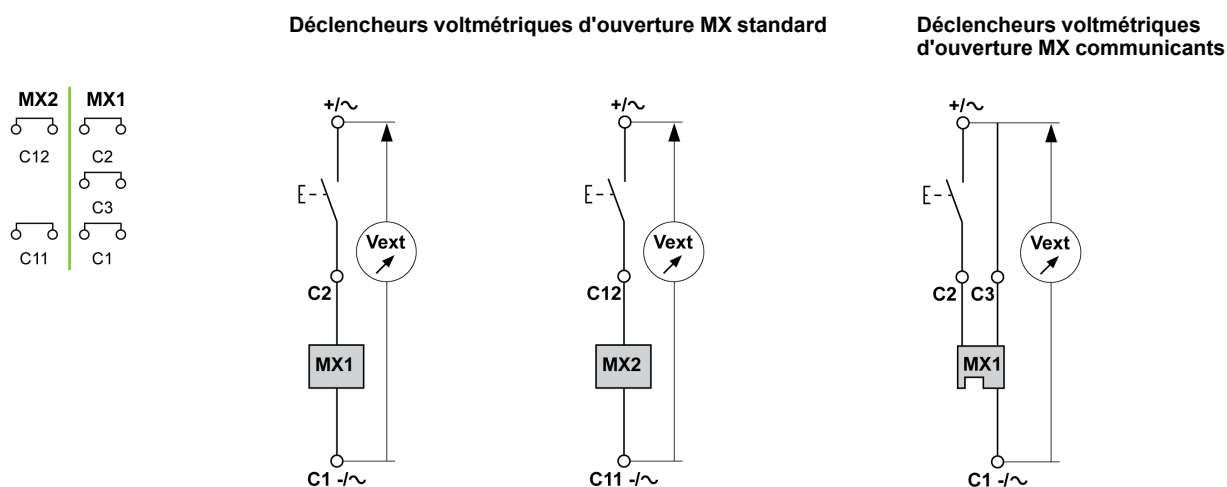 Déclencheurs voltmétriques d'ouverture MX standard
Déclencheurs voltmétriques
d'ouverture MX communicants
MX2 MX1
C12 C2
C3
C11 C1
+/~
Vext
C2
MX1
C1 -/~
+/~
Vext
C12
MX2
C11 -/~
+/~
Vext
C2 C3
MX1
C1 -/~